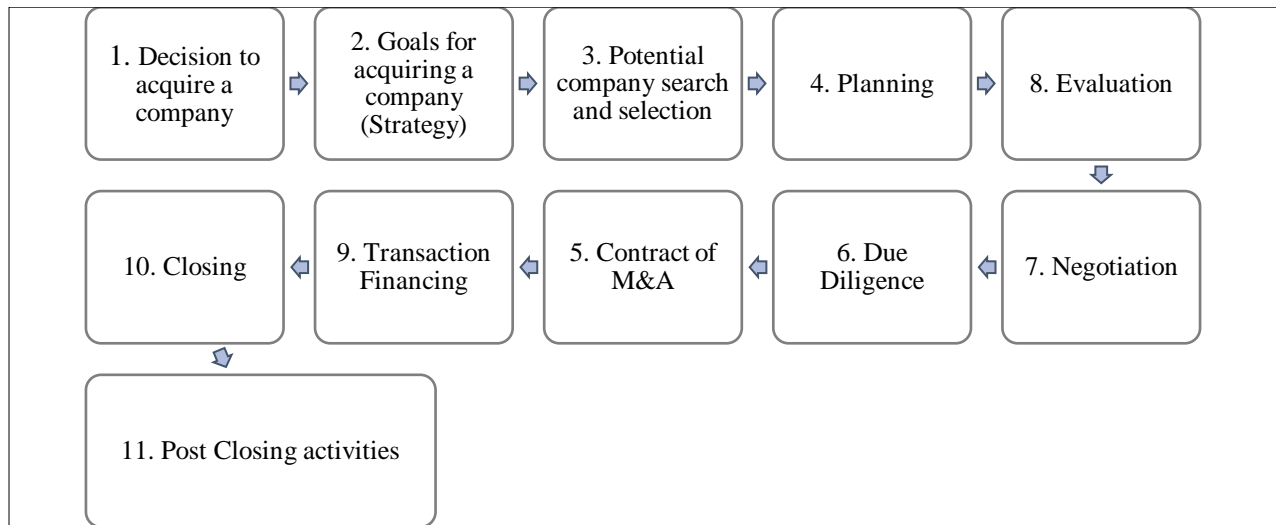 1. Decision to
acquire a
company
2. Goals for
acquiring a
company
(Strategy)
3. Potential
company search
and selection
4. Planning
8. Evaluation
10. Closing
9. Transaction
Financing
5. Contract of
M&A
6. Due
Diligence
7. Negotiation
11. Post Closing activities